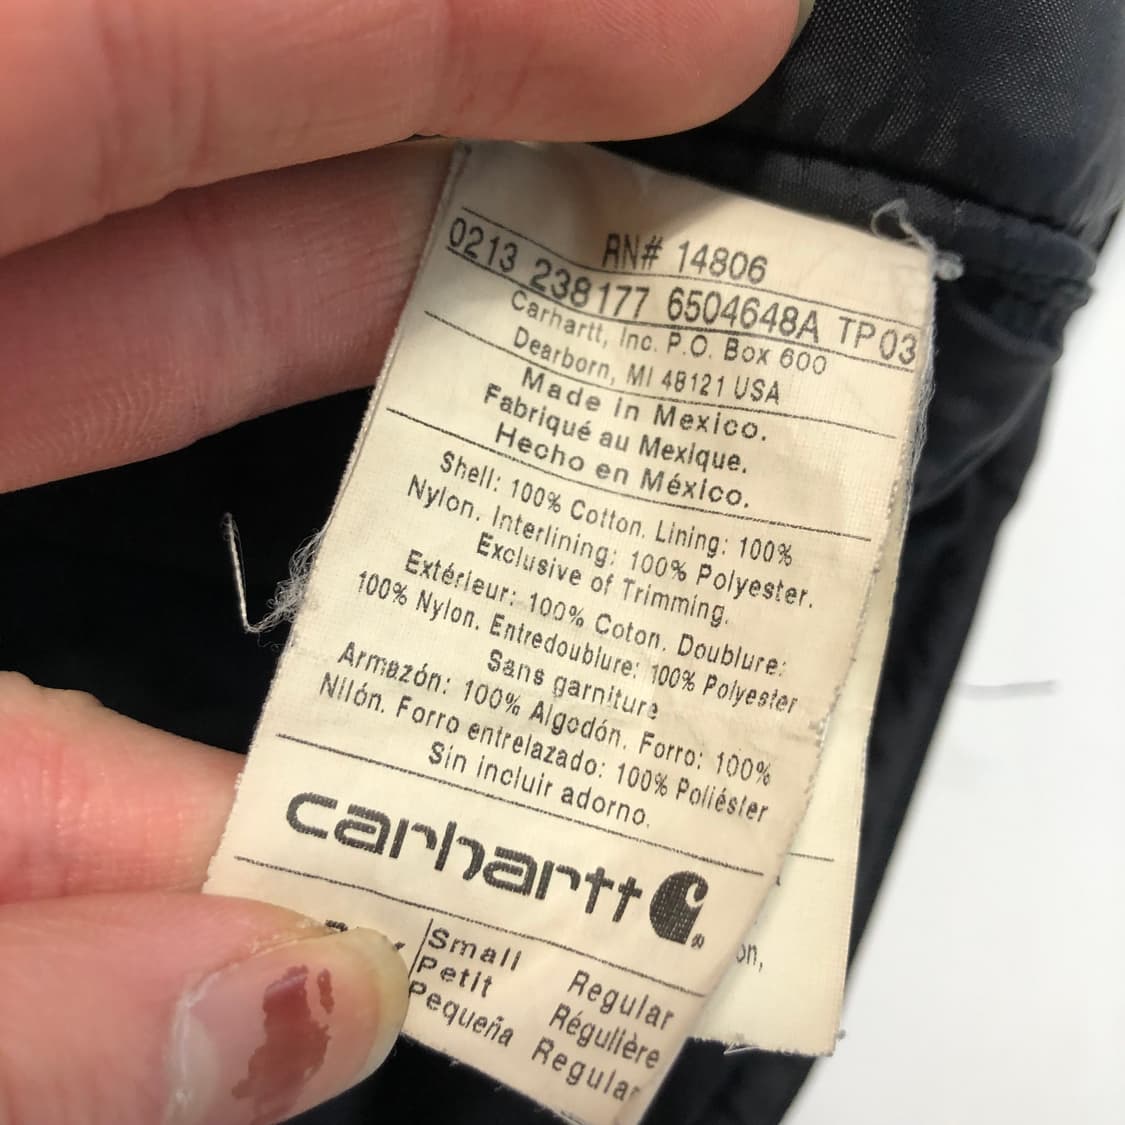 RN# 14806
0213 238177 6504648A TP03
Carhartt, Inc. P.O. Box 600
Dearborn, MI 48121 USA
Made in Mexico.
Fabriqué au Mexique.
Hecho en México.
Shell: 100% Cotton. Lining: 100%
Nylon. Interlining: 100% Polyester.
Exclusive of Trimming.
Extérieur: 100% Coton. Doublure:
100% Nylon. Entredoublure: 100% Polyester
Sans garniture
Armazón: 100% Algodón. Forro: 100%
Nilón. Forro entrelazado: 100% Poliéster
Sin incluir adorno.
carhartt
Small Regular
Petit Régulière
Pequeña Regular